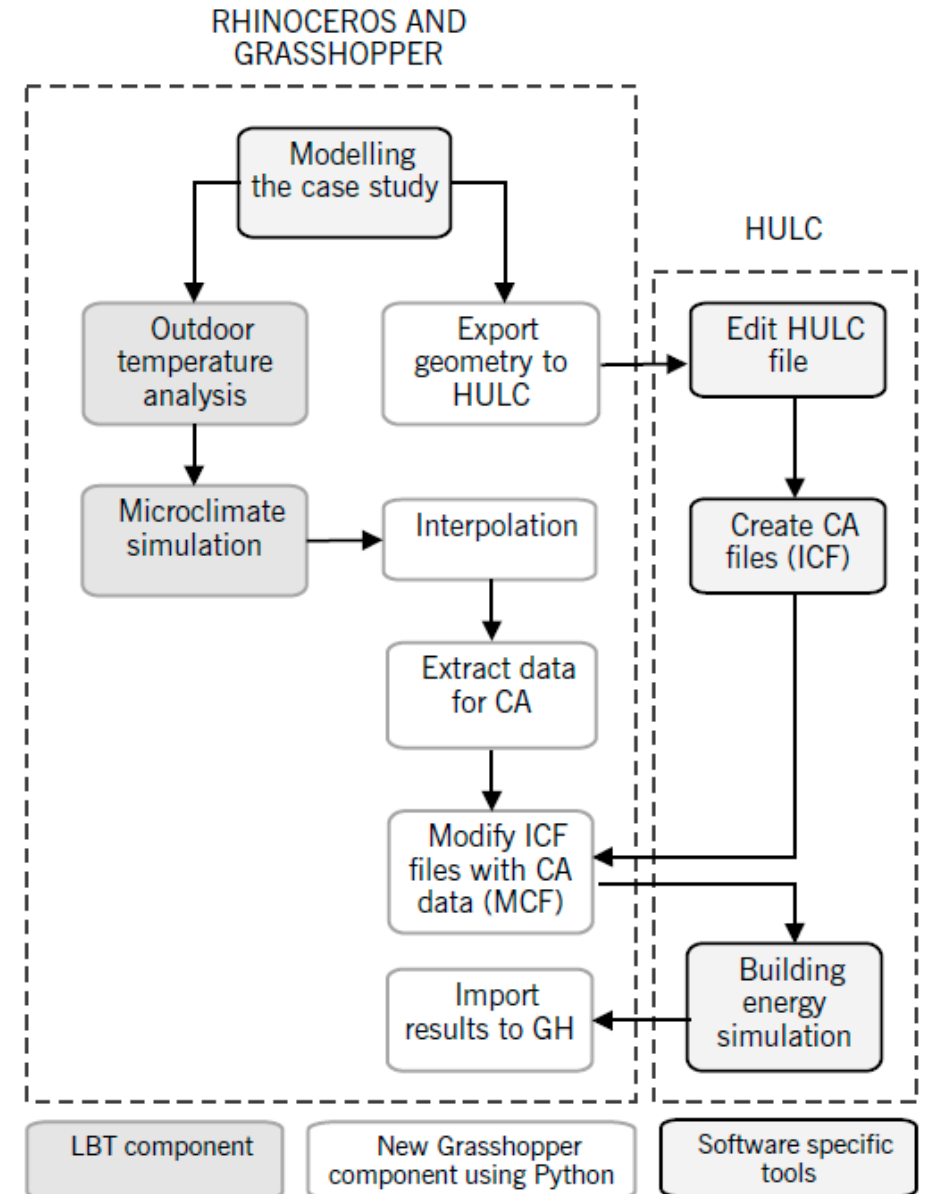 RHINOCEROS AND
GRASSHOPPER
Modelling
the case study
HULC
Outdoor
temperature
analysis
Export
geometry to
HULC
Edit HULC
file
Microclimate
simulation
Interpolation
Create CA
files (ICF)
Extract data
for CA
Modify ICF
files with CA
data (MCF)
Building
energy
simulation
Import
results to GH
LBT component
New Grasshopper
component using Python
Software specific
tools